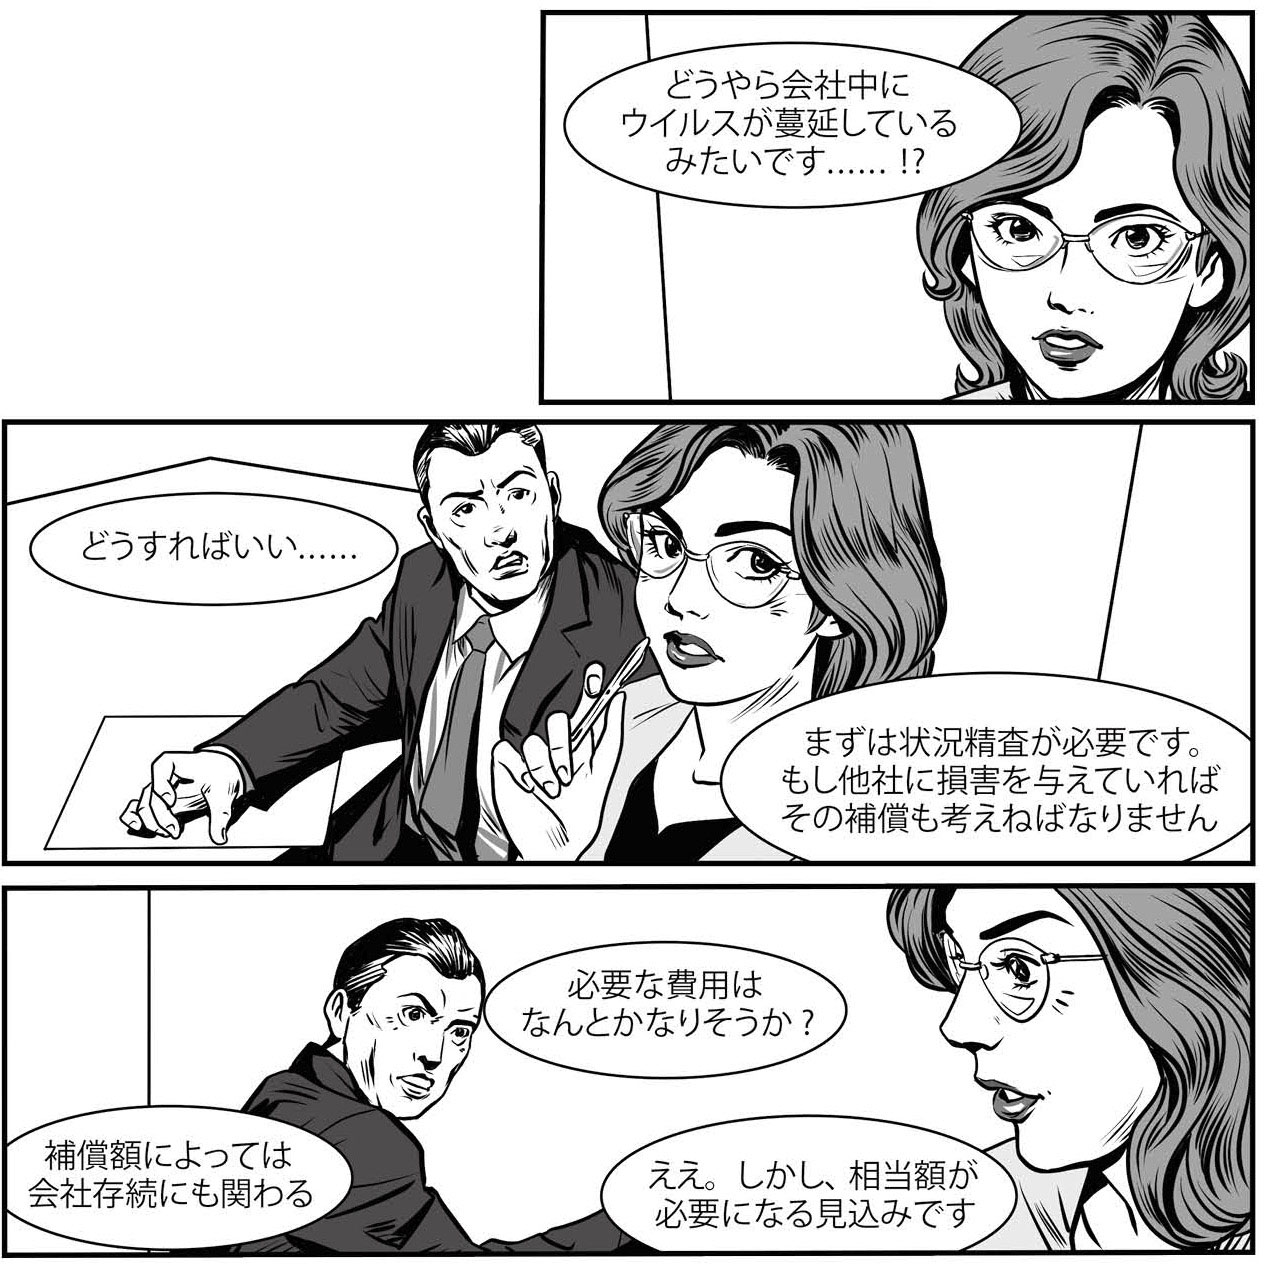 どうやら会社中に
ウイルスが蔓延している
みたいです…… !?
どうすればいい……
まずは状況精査が必要です。
もし他社に損害を与えていれば
その補償も考えねばなりません
必要な費用は
なんとかなりそうか?
ええ。しかし、相当額が
必要になる見込みです
補償額によっては
会社存続にも関わる